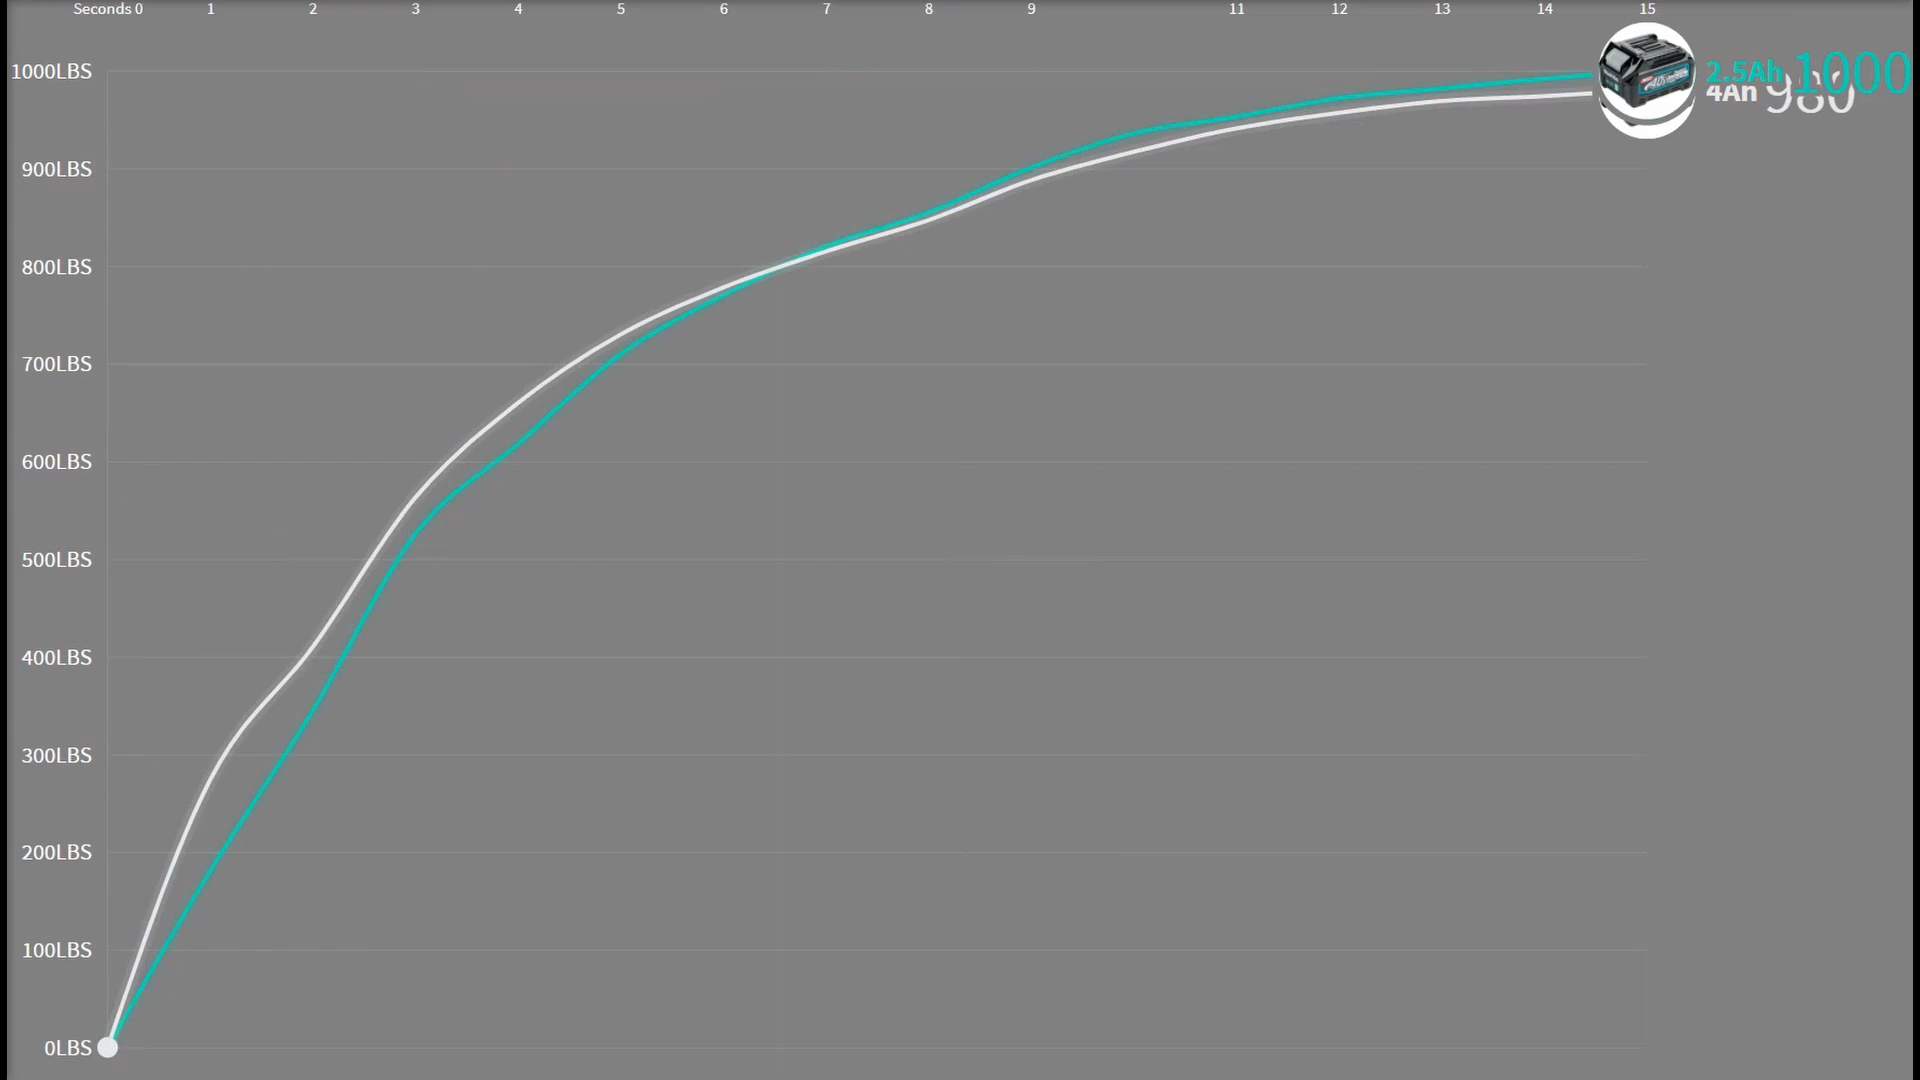 Seconds 0 1 2 3 4 5 6 7 8 9 11 12 13 14 15
1000LBS
900LBS
800LBS
700LBS
600LBS
500LBS
400LBS
300LBS
200LBS
100LBS
0LBS
2.5Ah 1000
4Ah 980